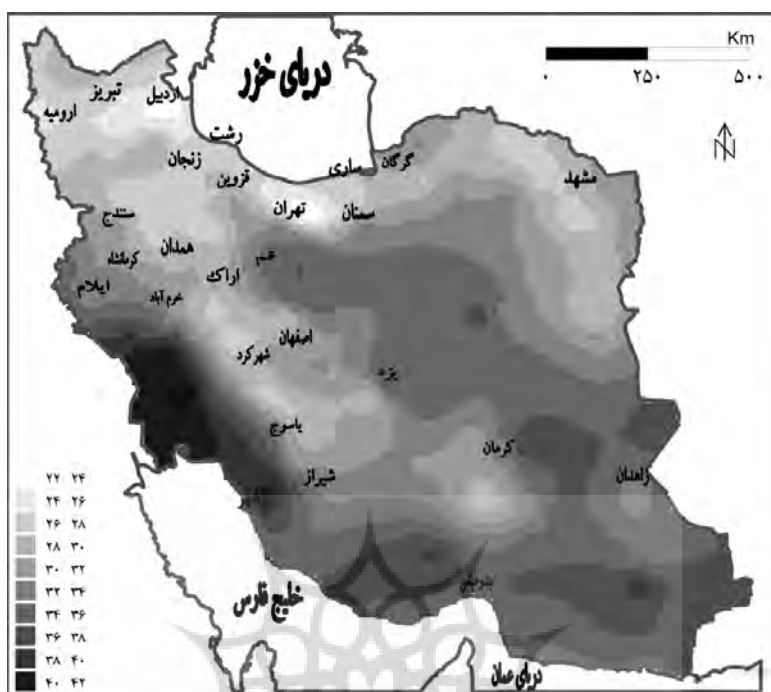 Km
۰ ۲۵۰ ۵۰۰
N
دریای خزر
تبریز
اردبیل
ارومیه
رشت
زنجان
قزوین
ساری
گرگان
مشهد
تهران
سمنان
سنندج
همدان
کرمانشاه
قم
اراک
ایلام
خرم آباد
اصفهان
شهرکرد
یزد
یاسوج
کرمان
شیراز
زاهدان
خلیج فارس
دریای عمان
۲۲ ۲۴
۲۴ ۲۶
۲۶ ۲۸
۲۸ ۳۰
۳۰ ۳۲
۳۲ ۳۴
۳۴ ۳۶
۳۶ ۳۸
۳۸ ۴۰
۴۰ ۴۲